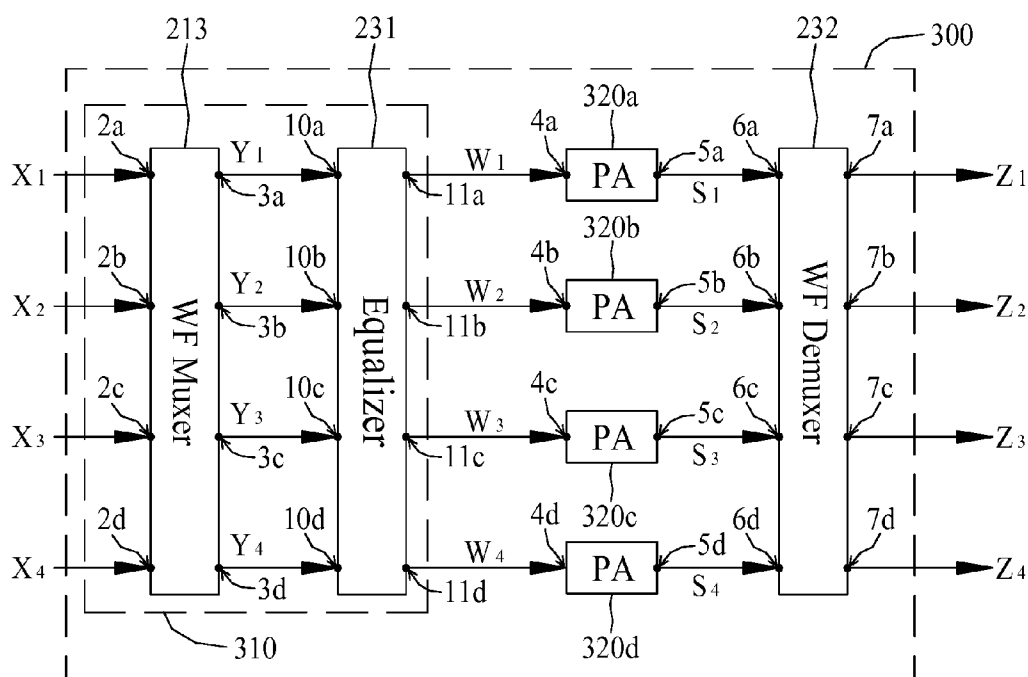 213 231 232 300
320a
2a Y1 10a W1 4a PA 5a 6a 7a
X1 3a 11a S1 Z1
320b
2b Y2 10b W2 4b PA 5b 6b 7b
X2 3b 11b S2 Z2
WF Muxer
Equalizer
WF Demuxer
2c Y3 10c W3 4c PA 5c 6c 7c
X3 3c 11c S3 Z3
320c
2d Y4 10d W4 4d PA 5d 6d 7d
X4 3d 11d S4 Z4
310 320d